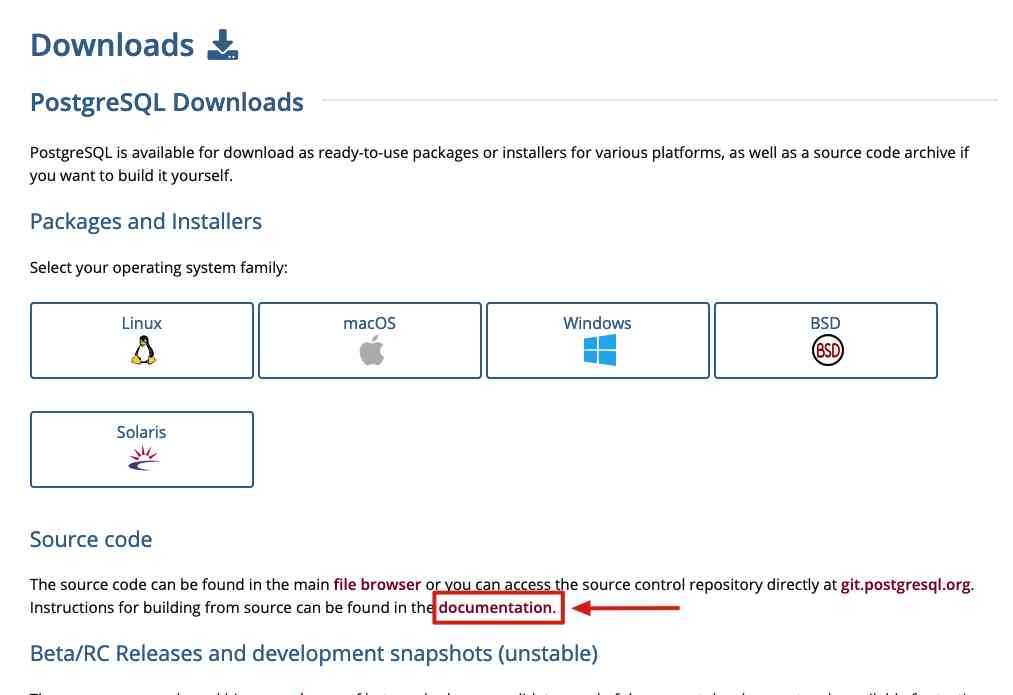 Downloads
PostgreSQL Downloads
PostgreSQL is available for download as ready-to-use packages or installers for various platforms, as well as a source code archive if
you want to build it yourself.
Packages and Installers
Select your operating system family:
Linux
macOS
Windows
BSD
BSD
Solaris
Source code
The source code can be found in the main file browser or you can access the source control repository directly at git.postgresql.org.
Instructions for building from source can be found in the documentation.
Beta/RC Releases and development snapshots (unstable)